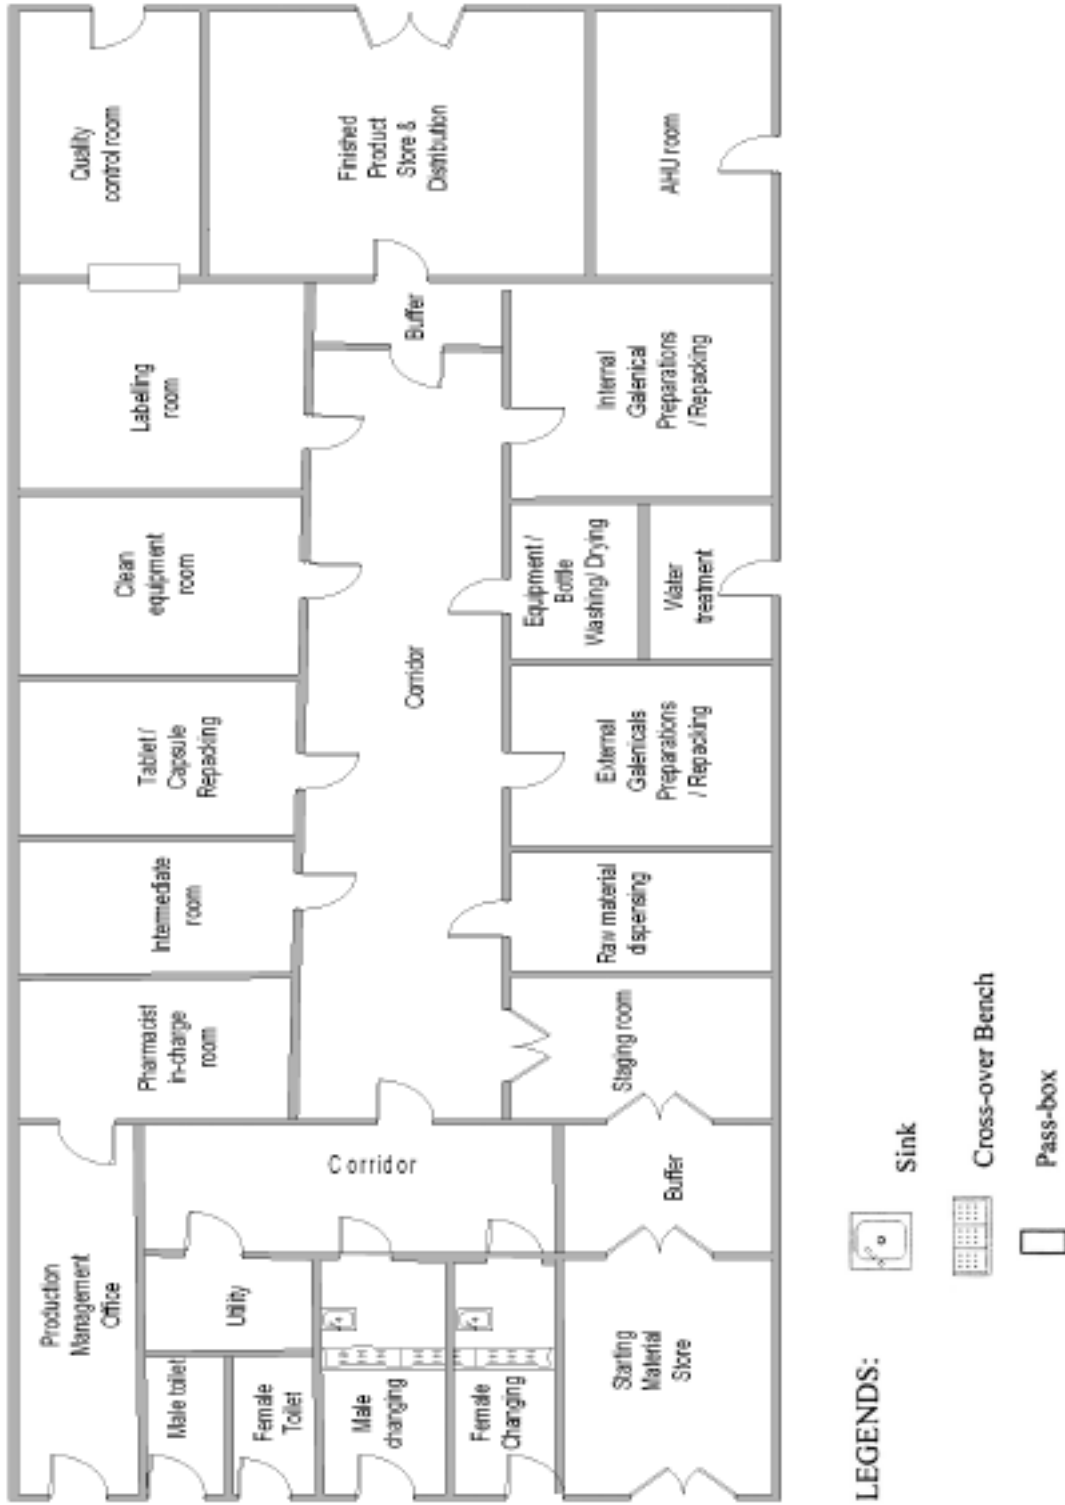 Production
Management
Office
Pharmacist
in-charge
room
Intermediate
room
Tablet /
Capsule
Repacking
Clean
equipment
room
Labelling
room
Quality
control room
Male toilet
Female
Toilet
Utility
Male
changing
Female
Changing
Corridor
Corridor
Buffer
Finished
Product
Store &
Distribution
Starting
Material
Store
Buffer
Staging room
Raw material
dispensing
External
Galenicals
Preparations
/ Repacking
Equipment /
Bottle
Washing/ Drying
Water
treatment
Internal
Galenical
Preparations
/ Repacking
AHU room
LEGENDS:
Sink
Cross-over Bench
Pass-box